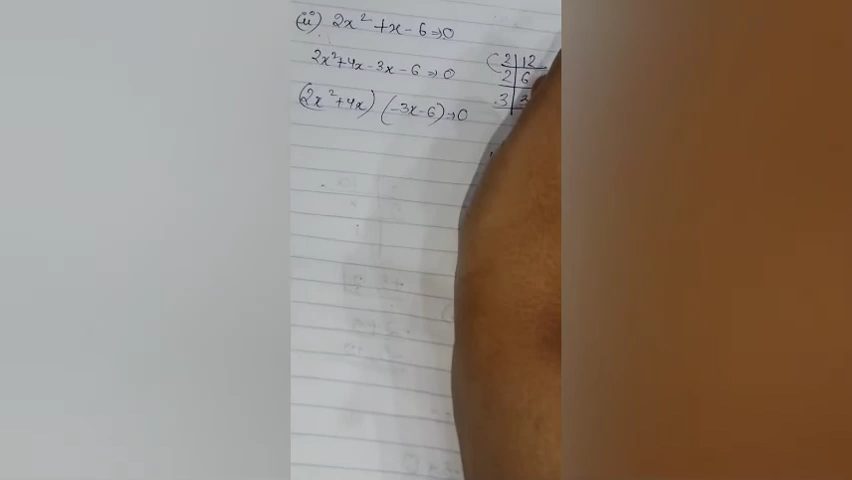 (ii) 2x² + x - 6 ⇒ 0
2x² + 4x - 3x - 6 ⇒ 0
(2x² + 4x) (-3x - 6) ⇒ 0
2 | 12
2 | 6
3 |